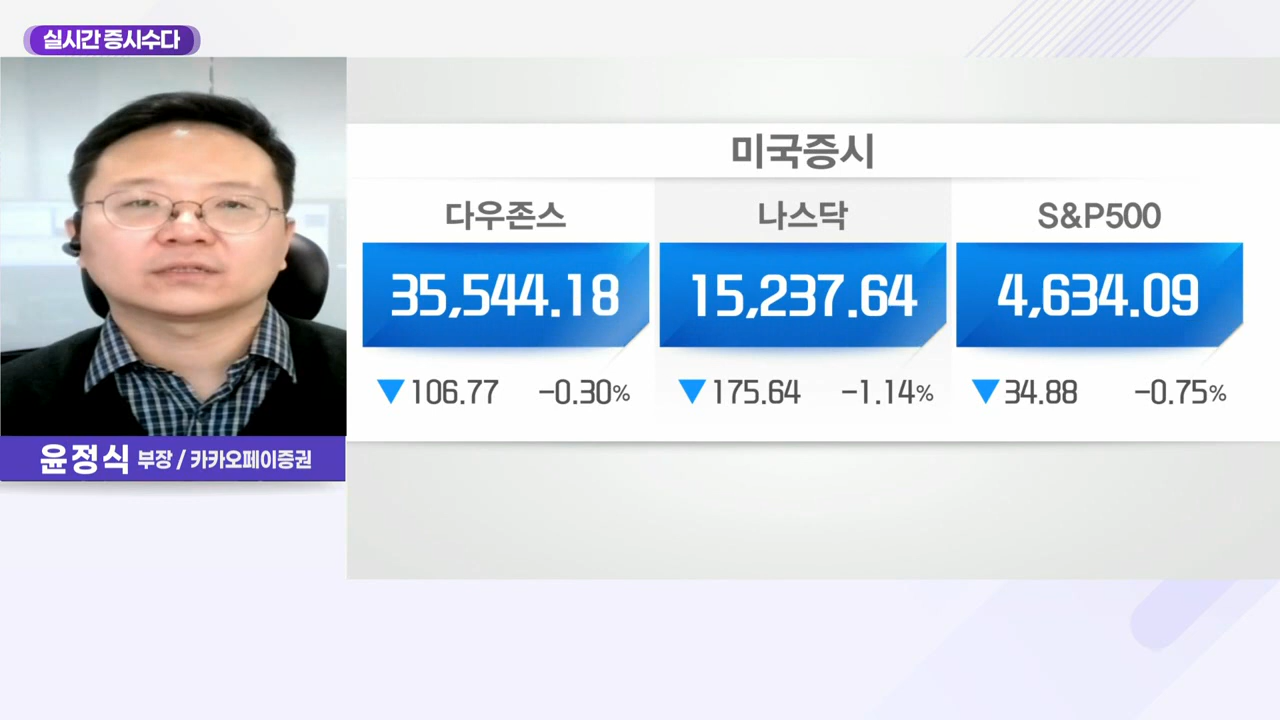 실시간 증시수다
미국증시
다우존스 나스닥 S&P500
35,544.18 15,237.64 4,634.09
▼106.77 -0.30% ▼175.64 -1.14% ▼34.88 -0.75%
윤정식 부장 / 카카오페이증권